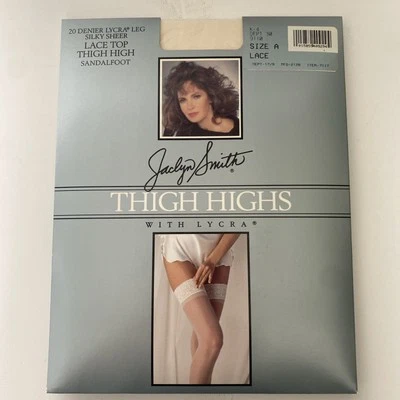 20 DENIER LYCRA® LEG
SILKY SHEER
LACE TOP
THIGH HIGH
SANDALFOOT
SIZE A
LACE
Jaclyn Smith®
THIGH HIGHS
WITH LYCRA®